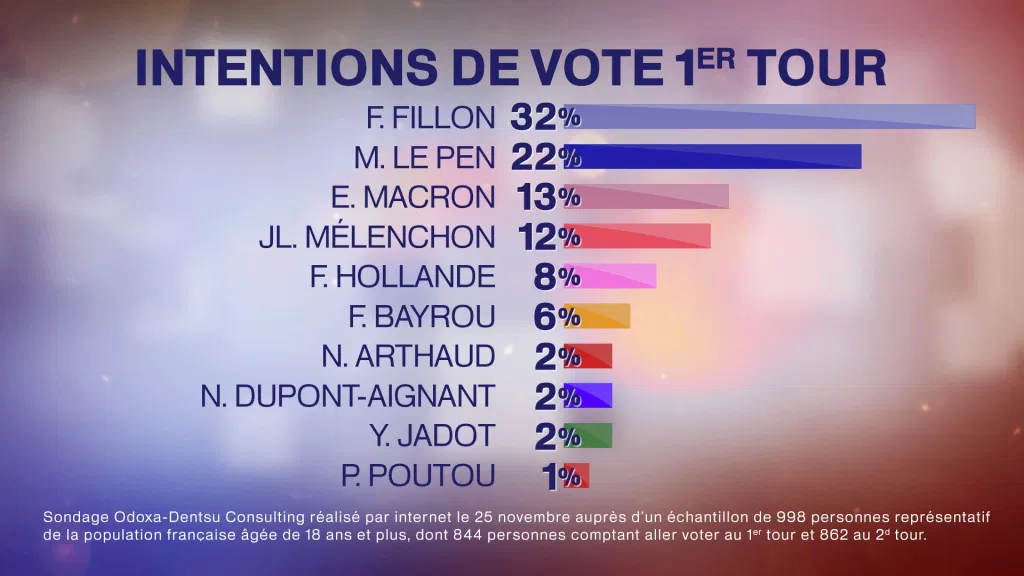 INTENTIONS DE VOTE 1ER TOUR
F. FILLON 32%
M. LE PEN 22%
E. MACRON 13%
JL. MÉLENCHON 12%
F. HOLLANDE 8%
F. BAYROU 6%
N. ARTHAUD 2%
N. DUPONT-AIGNANT 2%
Y. JADOT 2%
P. POUTOU 1%
Sondage Odoxa-Dentsu Consulting réalisé par internet le 25 novembre auprès d'un échantillon de 998 personnes représentatif
de la population française âgée de 18 ans et plus, dont 844 personnes comptant aller voter au 1er tour et 862 au 2d tour.